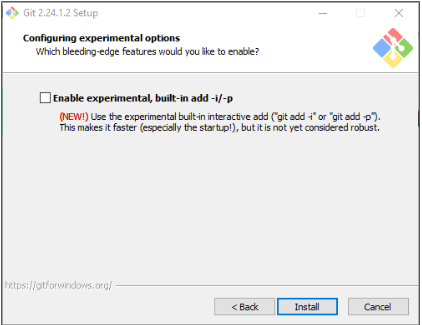 Git 2.24.1.2 Setup
Configuring experimental options
Which bleeding-edge features would you like to enable?
Enable experimental, built-in add -i/-p
(NEW!) Use the experimental built-in interactive add ("git add -i" or "git add -p").
This makes it faster (especially the startup!), but it is not yet considered robust.
https://gitforwindows.org/
< Back
Install
Cancel